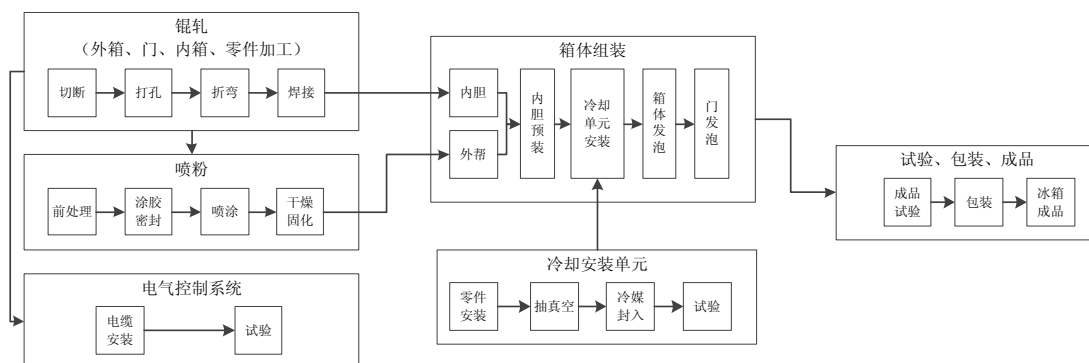 锟轧
（外箱、门、内箱、零件加工）
切断
打孔
折弯
焊接
喷粉
前处理
涂胶
密封
喷涂
干燥
固化
电气控制系统
电缆
安装
试验
箱体组装
内胆
外帮
内
胆
预
装
冷却
单元
安装
箱
体
发
泡
门
发
泡
冷却安装单元
零件
安装
抽真空
冷媒
封入
试验
试验、包装、成品
成品
试验
包装
冰箱
成品